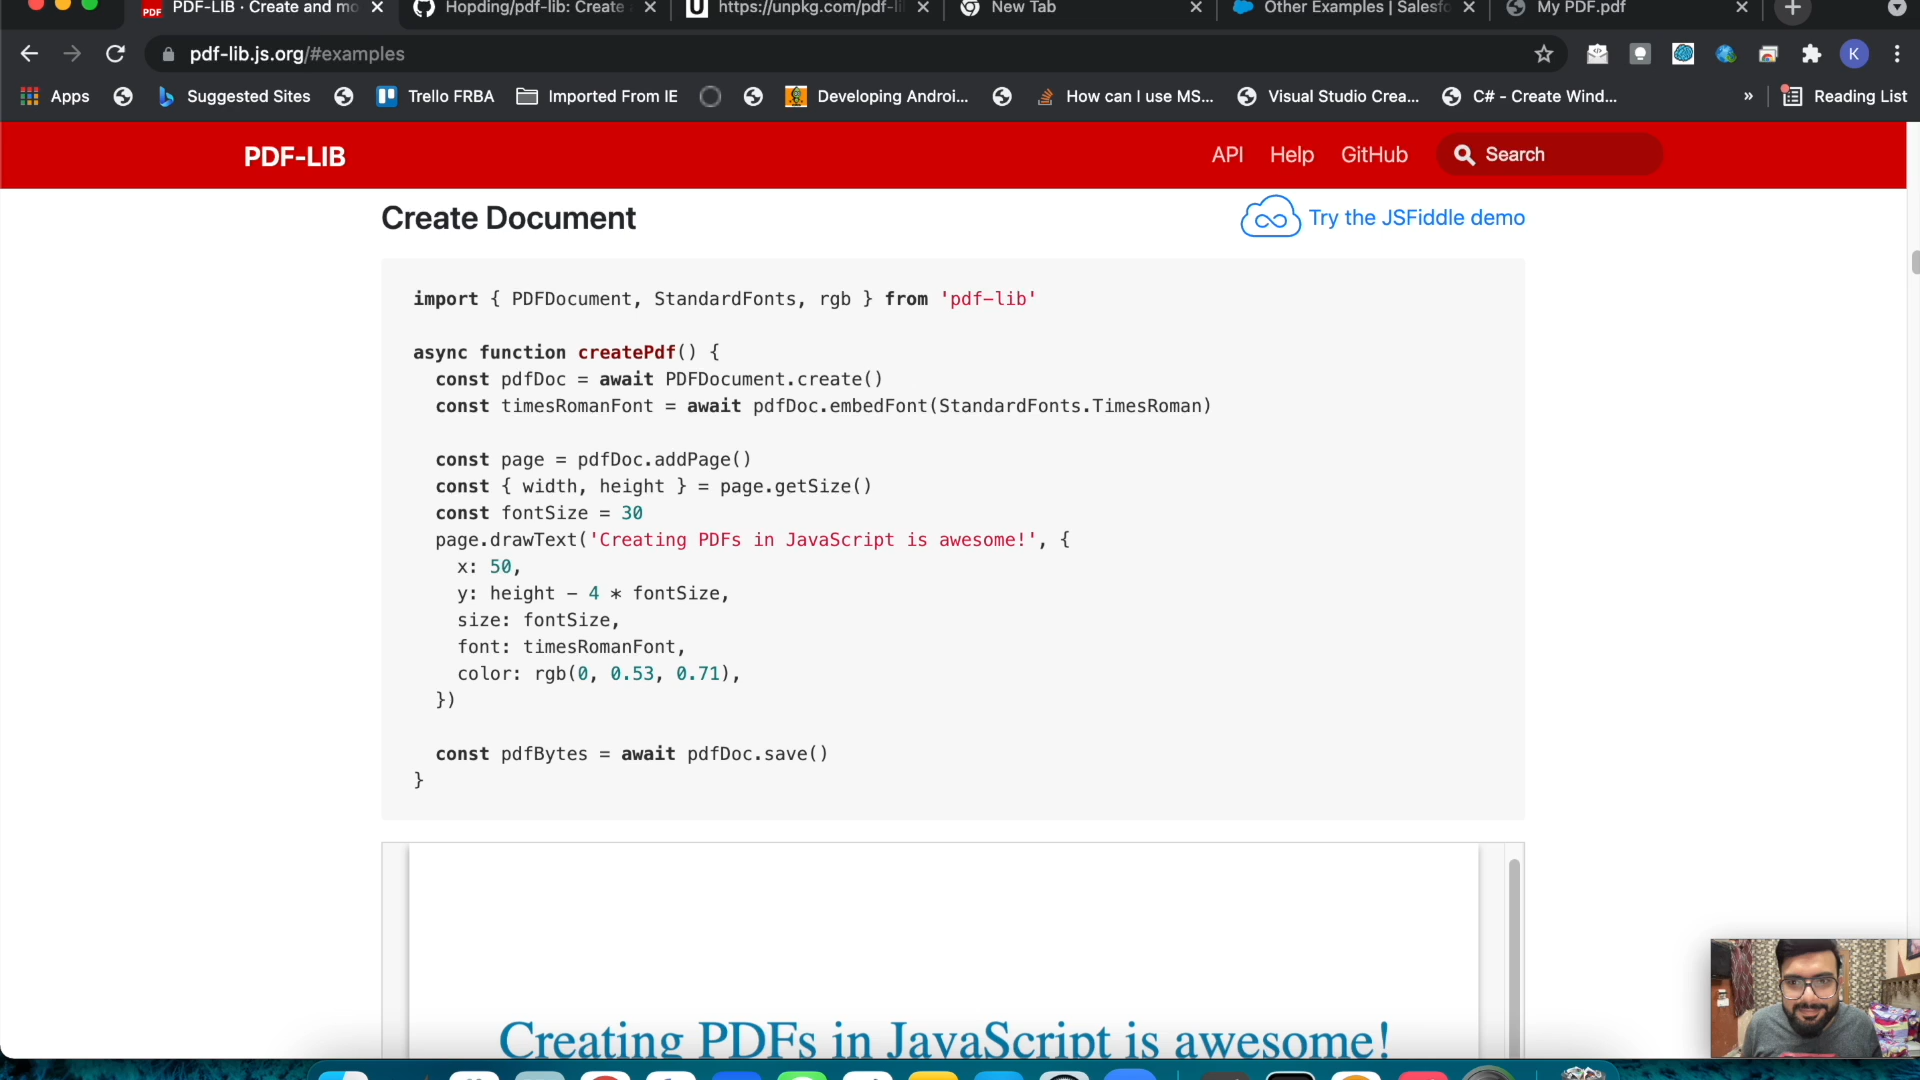 PDF-LIB · Create and mo
Hopding/pdf-lib: Create
https://unpkg.com/pdf-li
New Tab
Other Examples | Salesfo
My PDF.pdf
pdf-lib.js.org/#examples
K
Apps
Suggested Sites
Trello FRBA
Imported From IE
Developing Androi...
How can I use MS...
Visual Studio Crea...
C# - Create Wind...
»
Reading List
PDF-LIB
API
Help
GitHub
Search
Create Document
Try the JSFiddle demo
import { PDFDocument, StandardFonts, rgb } from 'pdf-lib'
async function createPdf() {
const pdfDoc = await PDFDocument.create()
const timesRomanFont = await pdfDoc.embedFont(StandardFonts.TimesRoman)
const page = pdfDoc.addPage()
const { width, height } = page.getSize()
const fontSize = 30
page.drawText('Creating PDFs in JavaScript is awesome!', {
x: 50,
y: height - 4 * fontSize,
size: fontSize,
font: timesRomanFont,
color: rgb(0, 0.53, 0.71),
})
const pdfBytes = await pdfDoc.save()
}
Creating PDFs in JavaScript is awesome!